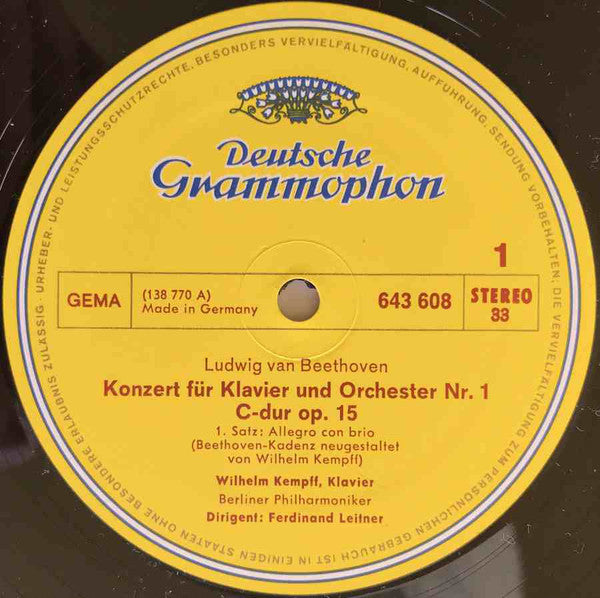 Deutsche
Grammophon
1
GEMA
(138 770 A)
Made in Germany
643 608
STEREO
33
Ludwig van Beethoven
Konzert für Klavier und Orchester Nr. 1
C-dur op. 15
1. Satz: Allegro con brio
(Beethoven-Kadenz neugestaltet
von Wilhelm Kempff)
Wilhelm Kempff, Klavier
Berliner Philharmoniker
Dirigent: Ferdinand Leitner
URHEBER- UND LEISTUNGSSCHUTZRECHTE, BESONDERS VERVIELFÄLTIGUNG, AUFFÜHRUNG, SENDUNG VORBEHALTEN; DIE VERVIELFÄLTIGUNG ZUM PERSÖNLICHEN GEBRAUCH IST IN EINIGEN STAATEN OHNE BESONDERE ERLAUBNIS ZULÄSSIG ·